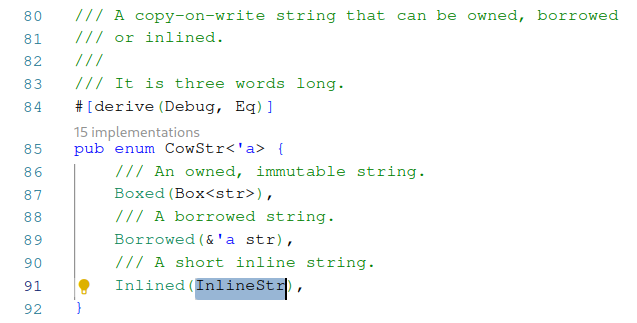 80 /// A copy-on-write string that can be owned, borrowed
81 /// or inlined.
82 ///
83 /// It is three words long.
84 #[derive(Debug, Eq)]
15 implementations
85 pub enum CowStr<'a> {
86 /// An owned, immutable string.
87 Boxed(Box<str>),
88 /// A borrowed string.
89 Borrowed(&'a str),
90 /// A short inline string.
91 Inlined(InlineStr),
92 }